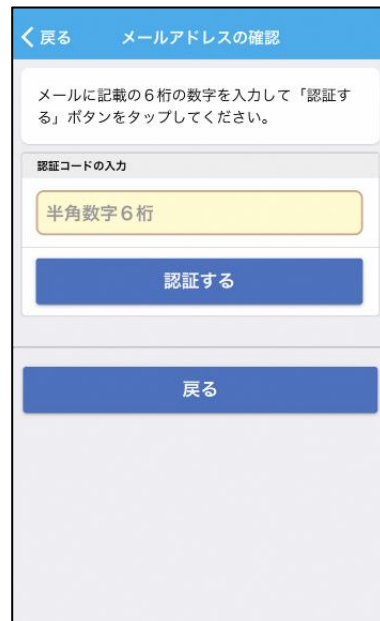 戻る メールアドレスの確認
メールに記載の6桁の数字を入力して「認証す
る」ボタンをタップしてください。
認証コードの入力
半角数字6桁
認証する
戻る